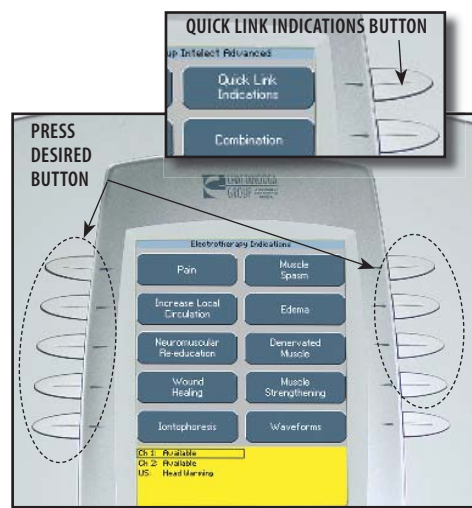 QUICK LINK INDICATIONS BUTTON
up Intelect Advanced
Quick Link
Indications
Combination
PRESS
DESIRED
BUTTON
CHATTANOOGA
GROUP
Electrotherapy Indications
Pain
Muscle
Spasm
Increase Local
Circulation
Edema
Neuromuscular
Re-education
Denervated
Muscle
Wound
Healing
Muscle
Strengthening
Iontophoresis
Waveforms
Ch 1: Available
Ch 2: Available
US: Head Warming